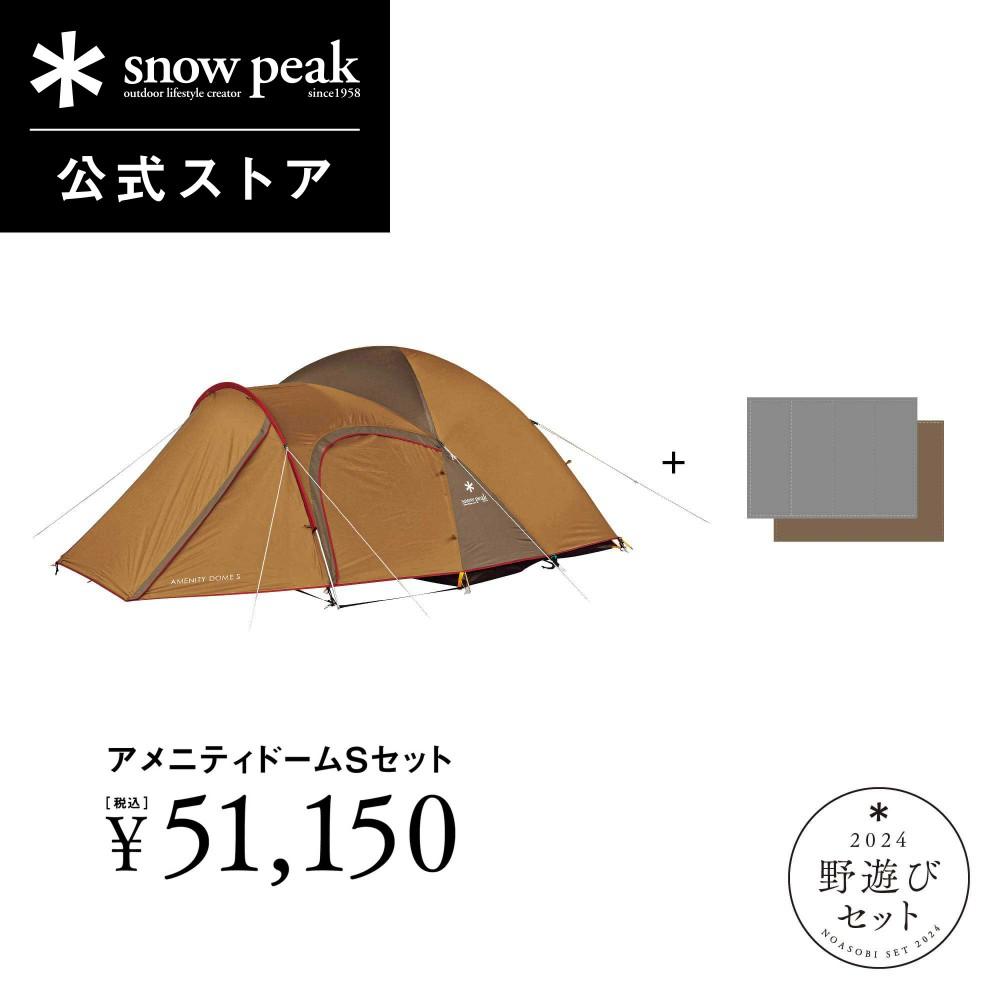 snow peak
outdoor lifestyle creator since1958
公式ストア
snow peak
AMENITY DOME S
+
アメニティドームSセット
[税込]
¥51,150
2024
野遊び
セット
NOASOBI SET 2024